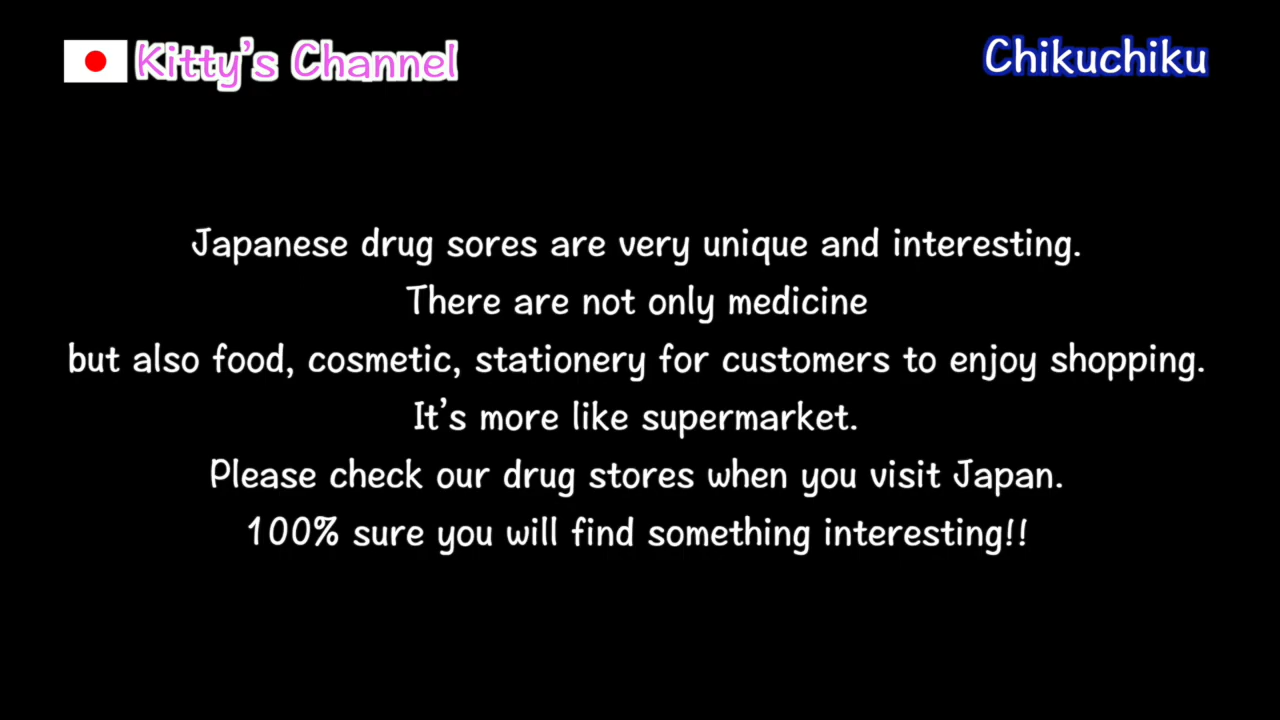 Kitty's Channel
Chikuchiku
Japanese drug sores are very unique and interesting.
There are not only medicine
but also food, cosmetic, stationery for customers to enjoy shopping.
It's more like supermarket.
Please check our drug stores when you visit Japan.
100% sure you will find something interesting!!